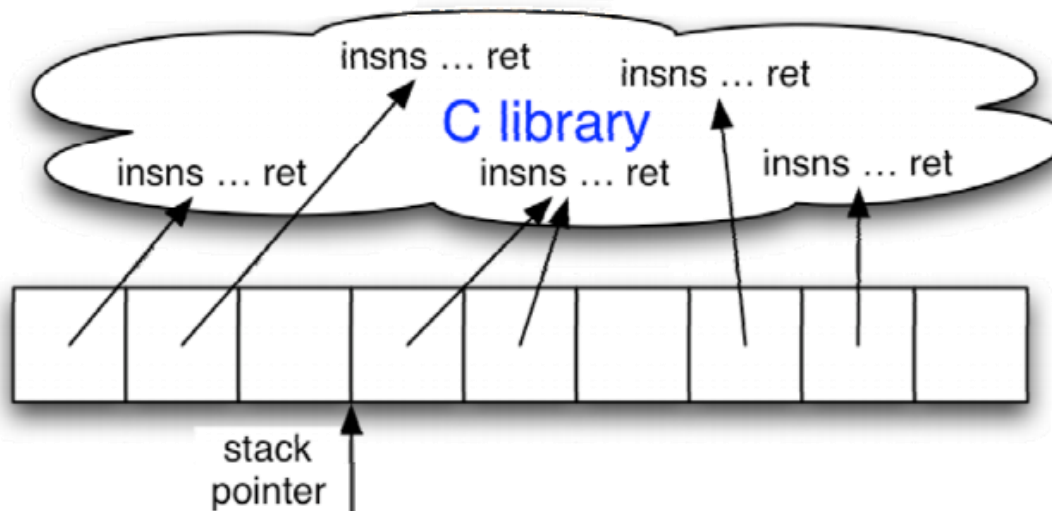 insns ... ret
insns ... ret
C library
insns ... ret
insns ... ret
insns ... ret
stack
pointer